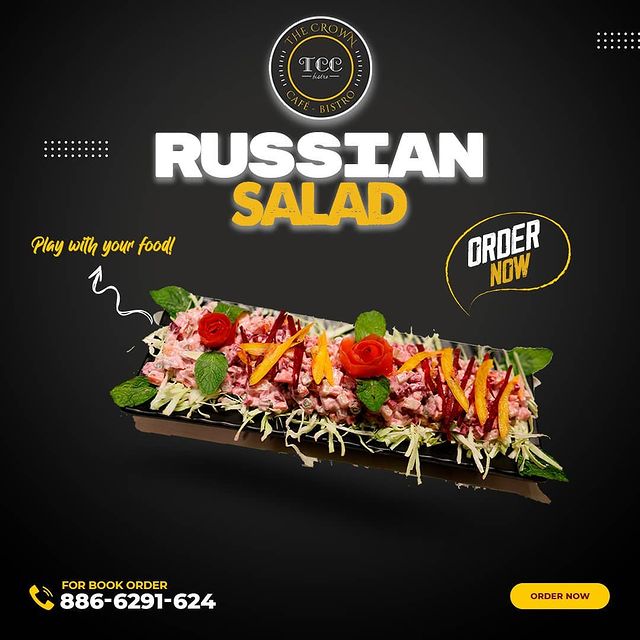 THE CROWN
TCC
bistro
CAFÉ - BISTRO
RUSSIAN
SALAD
Play with your food!
ORDER
NOW
FOR BOOK ORDER
886-6291-624
ORDER NOW